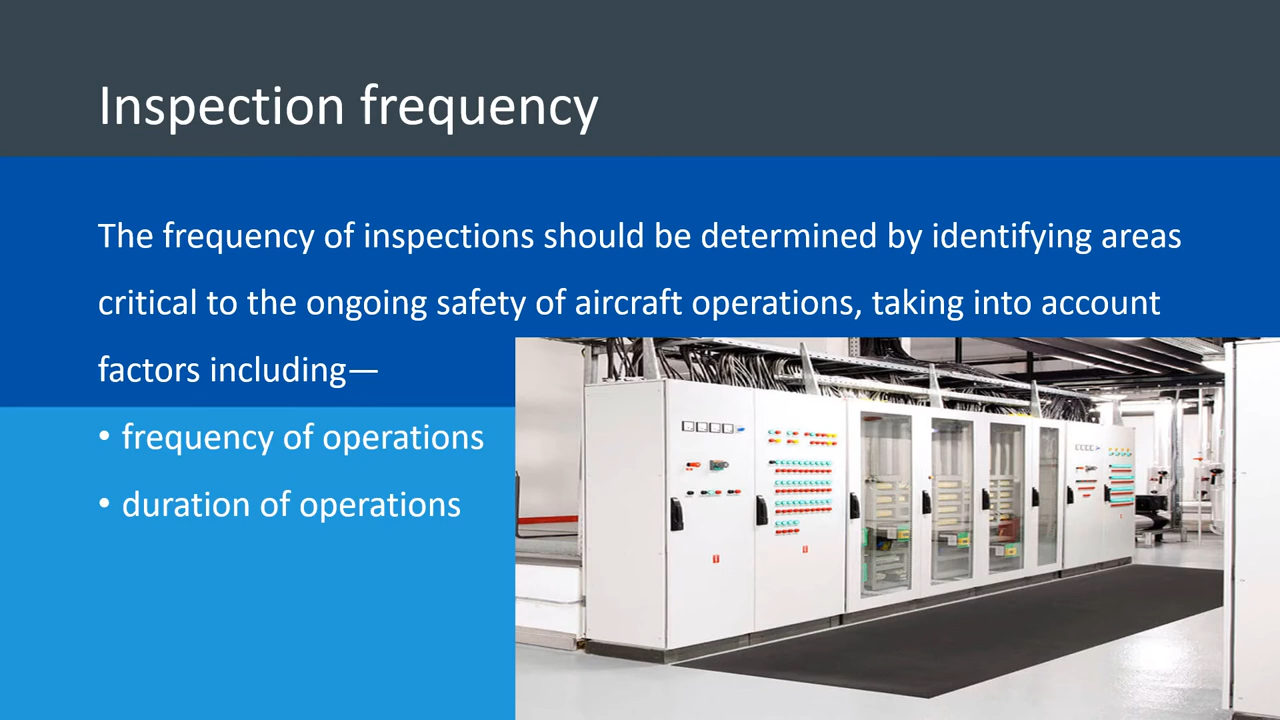 Inspection frequency
The frequency of inspections should be determined by identifying areas
critical to the ongoing safety of aircraft operations, taking into account
factors including—
• frequency of operations
• duration of operations